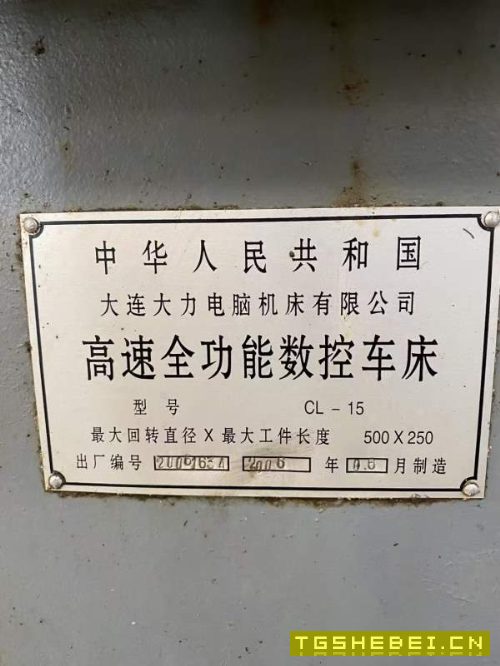 中华人民共和国
大连大力电脑机床有限公司
高速全功能数控车床
型号 CL-15
最大回转直径X最大工件长度 500X250
出厂编号 2006 年 0.6 月制造
TGSHEBEI.CN